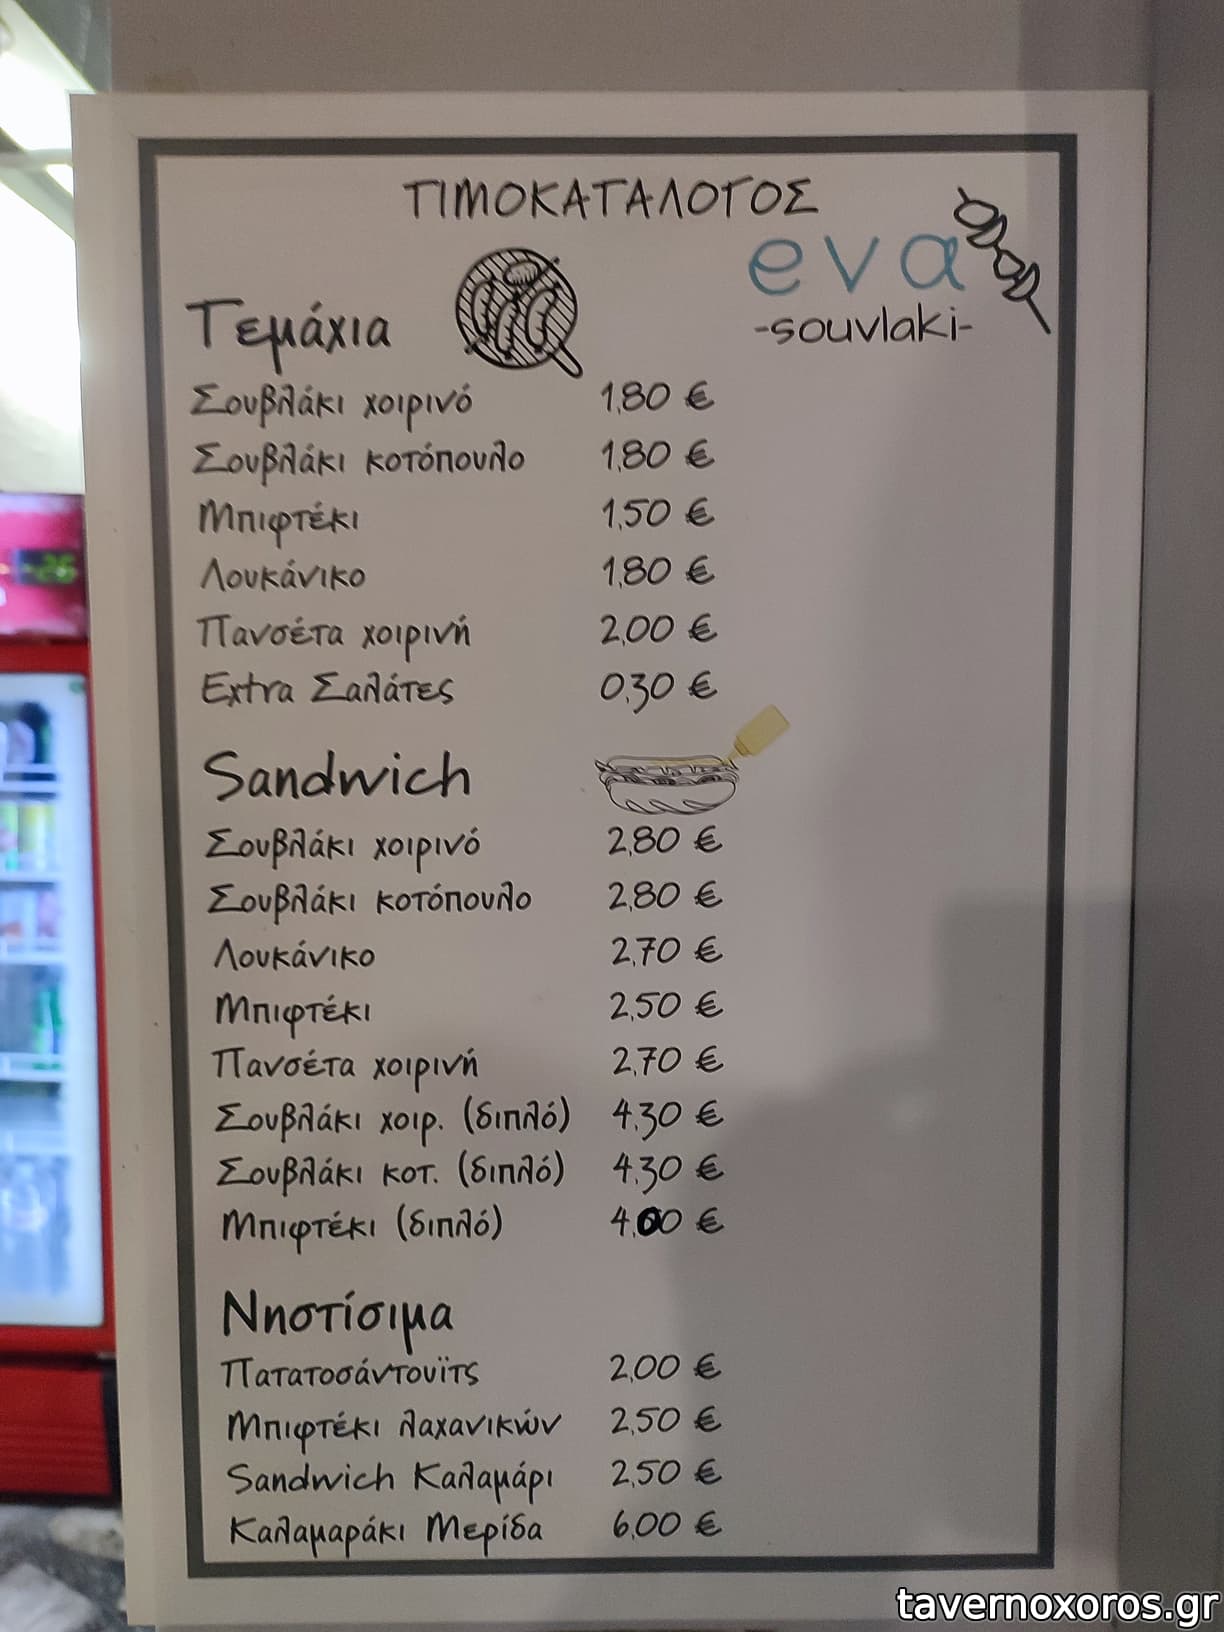 ΤΙΜΟΚΑΤΑΛΟΓΟΣ
eva
-souvlaki-
Τεμάχια
Σουβλάκι χοιρινό 1,80 €
Σουβλάκι κοτόπουλο 1,80 €
Μπιφτέκι 1,50 €
Λουκάνικο 1,80 €
Πανσέτα χοιρινή 2,00 €
Extra Σαλάτες 0,30 €
Sandwich
Σουβλάκι χοιρινό 2,80 €
Σουβλάκι κοτόπουλο 2,80 €
Λουκάνικο 2,70 €
Μπιφτέκι 2,50 €
Πανσέτα χοιρινή 2,70 €
Σουβλάκι χοιρ. (διπλό) 4,30 €
Σουβλάκι κοτ. (διπλό) 4,30 €
Μπιφτέκι (διπλό) 4,00 €
Νηστίσιμα
Πατατοσάντουϊτς 2,00 €
Μπιφτέκι λαχανικών 2,50 €
Sandwich Καλαμάρι 2,50 €
Καλαμαράκι Μερίδα 6,00 €
-26
tavernoxoros.gr